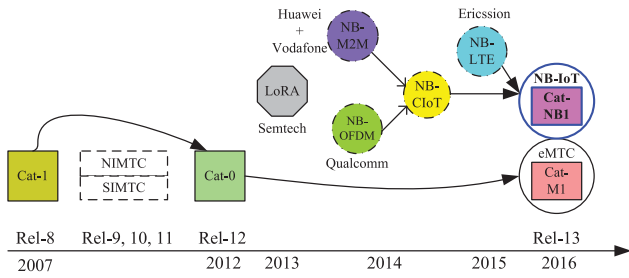 Huawei
+
Vodafone
NB-
M2M
Ericssion
NB-
LTE
LoRA
Semtech
NB-
CIoT
NB-IoT
Cat-
NB1
NB-
OFDM
Qualcomm
Cat-1
NIMTC
SIMTC
Cat-0
eMTC
Cat-
M1
Rel-8
Rel-9, 10, 11
Rel-12
Rel-13
2007
2012
2013
2014
2015
2016